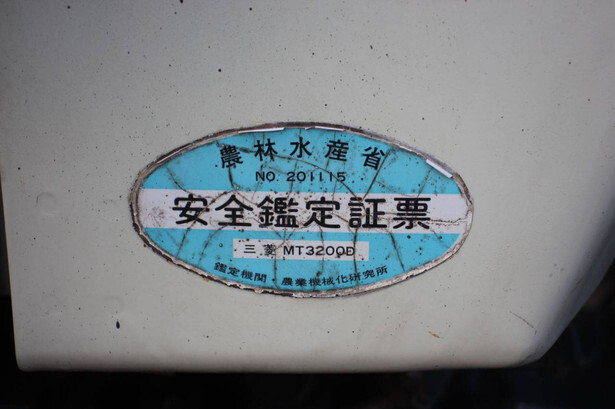 農林水産省
NO. 201115
安全鑑定証票
三菱 MT3200D
鑑定機関・農業機械化研究所